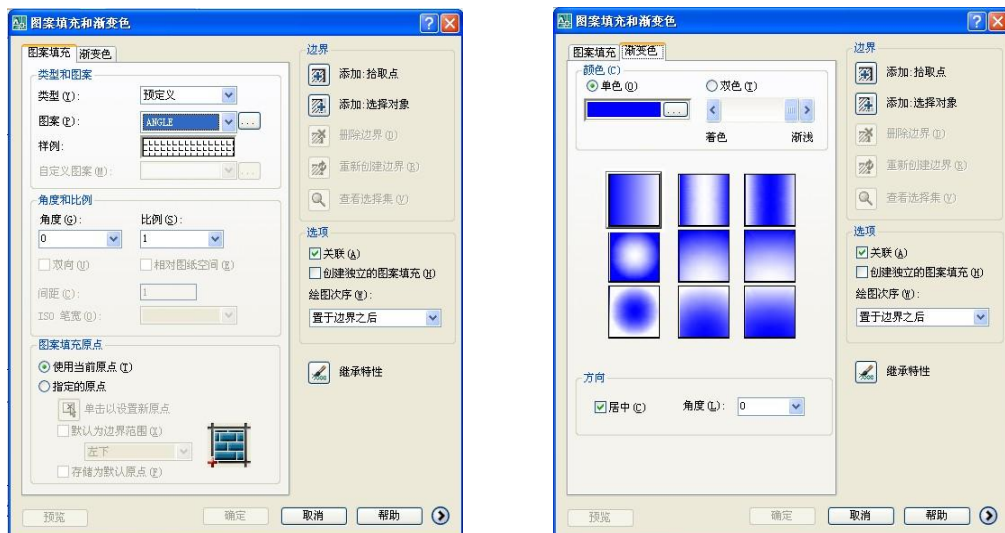 图案填充和渐变色
图案填充 渐变色
类型和图案
类型(Y): 预定义
图案(P): ANGLE ...
样例:
自定义图案(M): ...
角度和比例
角度(G): 比例(S):
0 1
双向(U) 相对图纸空间(E)
间距(C): 1
ISO 笔宽(O):
图案填充原点
使用当前原点(T)
指定的原点
单击以设置新原点
默认为边界范围(X)
左下
存储为默认原点(F)
边界
添加:拾取点
添加:选择对象
删除边界(D)
重新创建边界(R)
查看选择集(V)
选项
关联(A)
创建独立的图案填充(H)
绘图次序(W):
置于边界之后
继承特性
预览 确定 取消 帮助
图案填充和渐变色
图案填充 渐变色
颜色(C)
单色(O) 双色(T)
...
着色 渐浅
方向
居中(C) 角度(L): 0
边界
添加:拾取点
添加:选择对象
删除边界(D)
重新创建边界(R)
查看选择集(V)
选项
关联(A)
创建独立的图案填充(H)
绘图次序(W):
置于边界之后
继承特性
预览 确定 取消 帮助